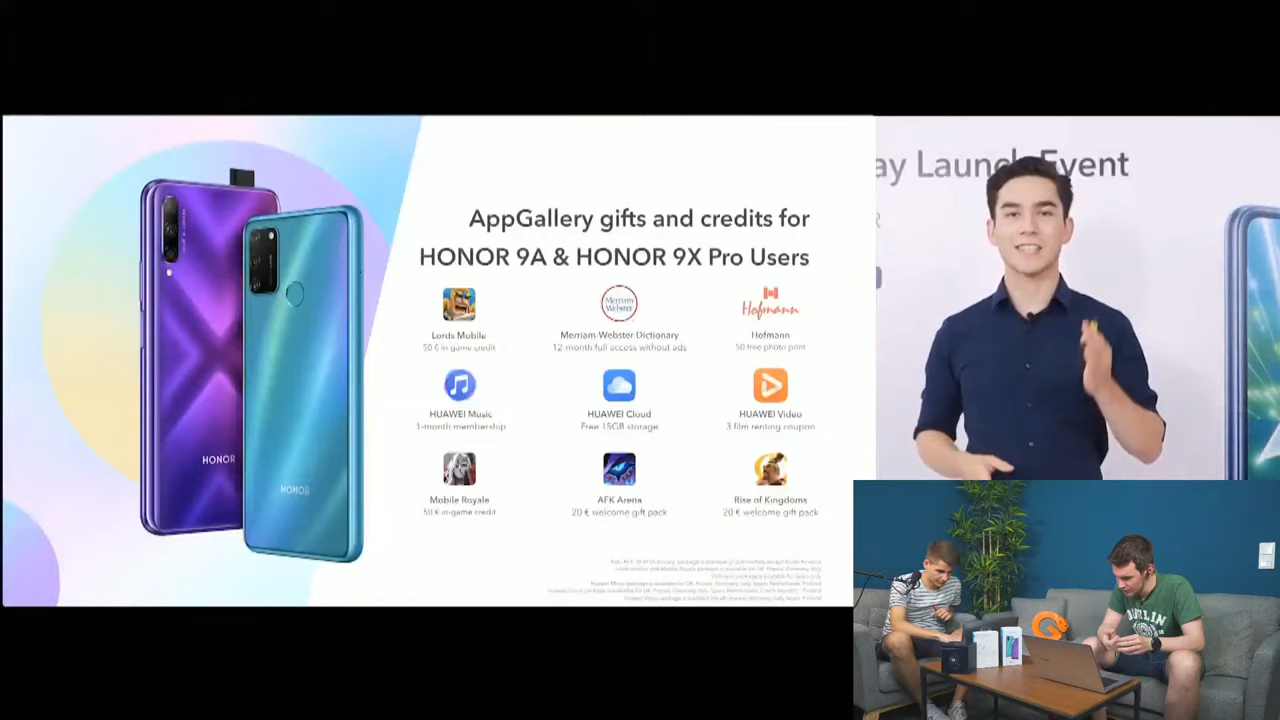 AppGallery gifts and credits for
HONOR 9A & HONOR 9X Pro Users
Lords Mobile
50 € in-game credit
Merriam-Webster
Merriam-Webster Dictionary
12-month full access without ads
Hofmann
Hofmann
50 free photo print
HUAWEI Music
1-month membership
HUAWEI Cloud
Free 15GB storage
HUAWEI Video
3 film renting coupon
Mobile Royale
50 € in-game credit
AFK Arena
20 € welcome gift pack
Rise of Kingdoms
20 € welcome gift pack
HONOR
HONOR
ay Launch Event
R